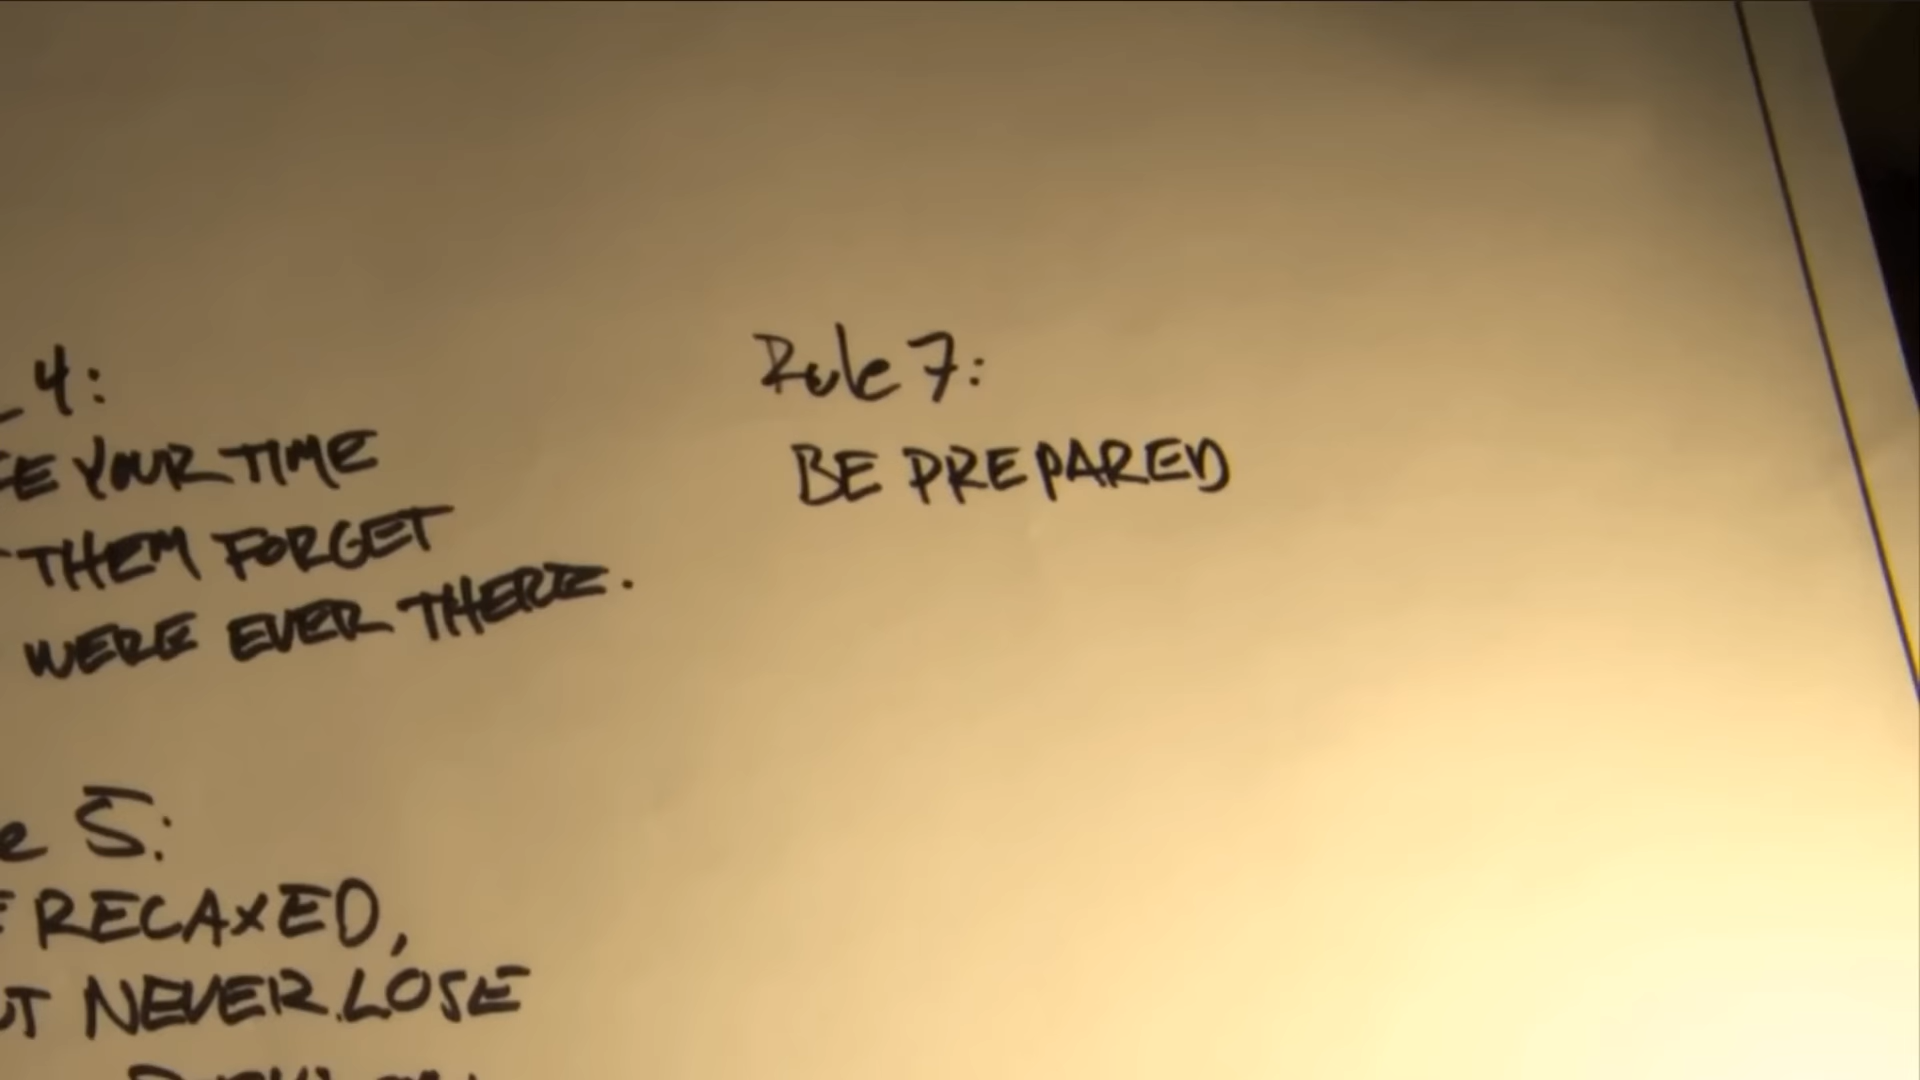 4:
YOUR TIME
THEM FORGET
WERE EVER THERE.
5:
RELAXED,
NEVER LOSE
Rule 7:
BE PREPARED